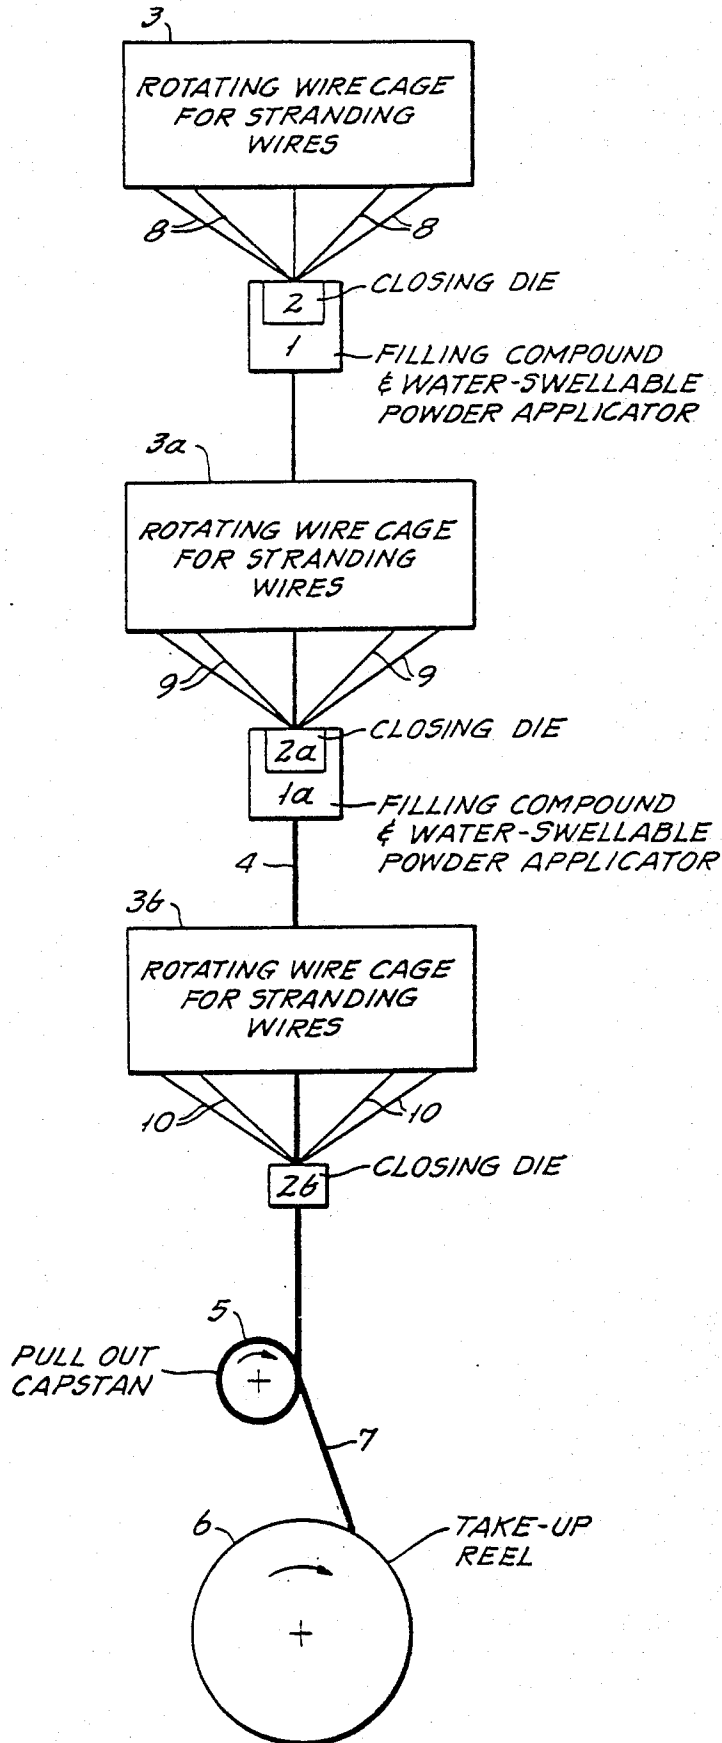 3
ROTATING WIRE CAGE
FOR STRANDING
WIRES
8
8
2
CLOSING DIE
1
FILLING COMPOUND
& WATER-SWELLABLE
POWDER APPLICATOR
3a
ROTATING WIRE CAGE
FOR STRANDING
WIRES
9
9
2a
CLOSING DIE
1a
FILLING COMPOUND
& WATER-SWELLABLE
POWDER APPLICATOR
4
3b
ROTATING WIRE CAGE
FOR STRANDING
WIRES
10
10
2b
CLOSING DIE
5
PULL OUT
CAPSTAN
7
6
TAKE-UP
REEL